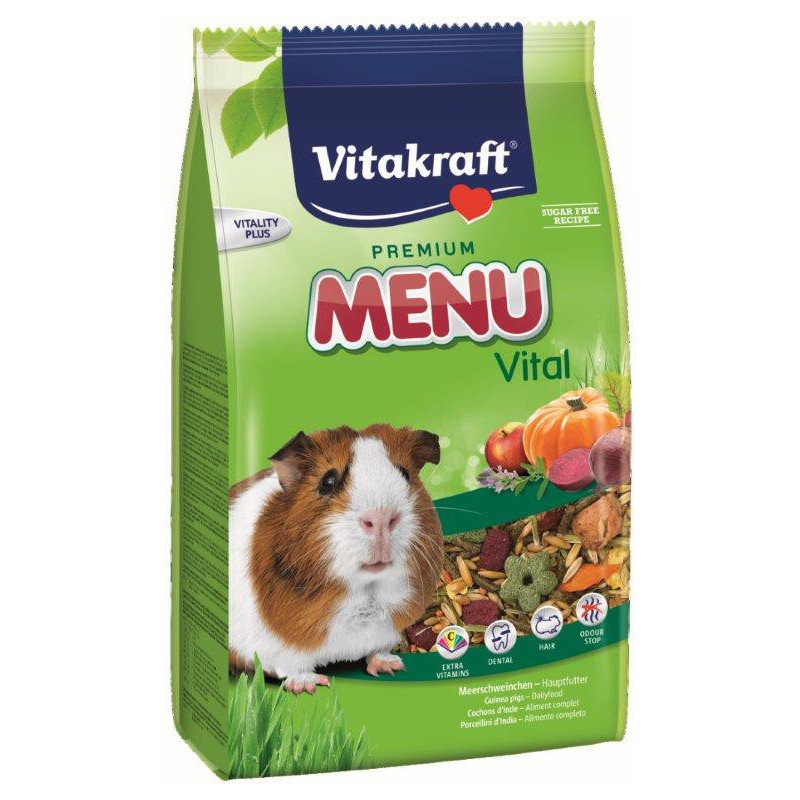 Vitakraft®
VITALITY
PLUS
SUGAR FREE
RECIPE
PREMIUM
MENU
Vital
C
EXTRA
VITAMINS
DENTAL
HAIR
ODOUR
STOP
Meerschweinchen – Hauptfutter
Guinea pigs – Dailyfood
Cochons d'Inde – Aliment complet
Porcellini d'India – Alimento completo